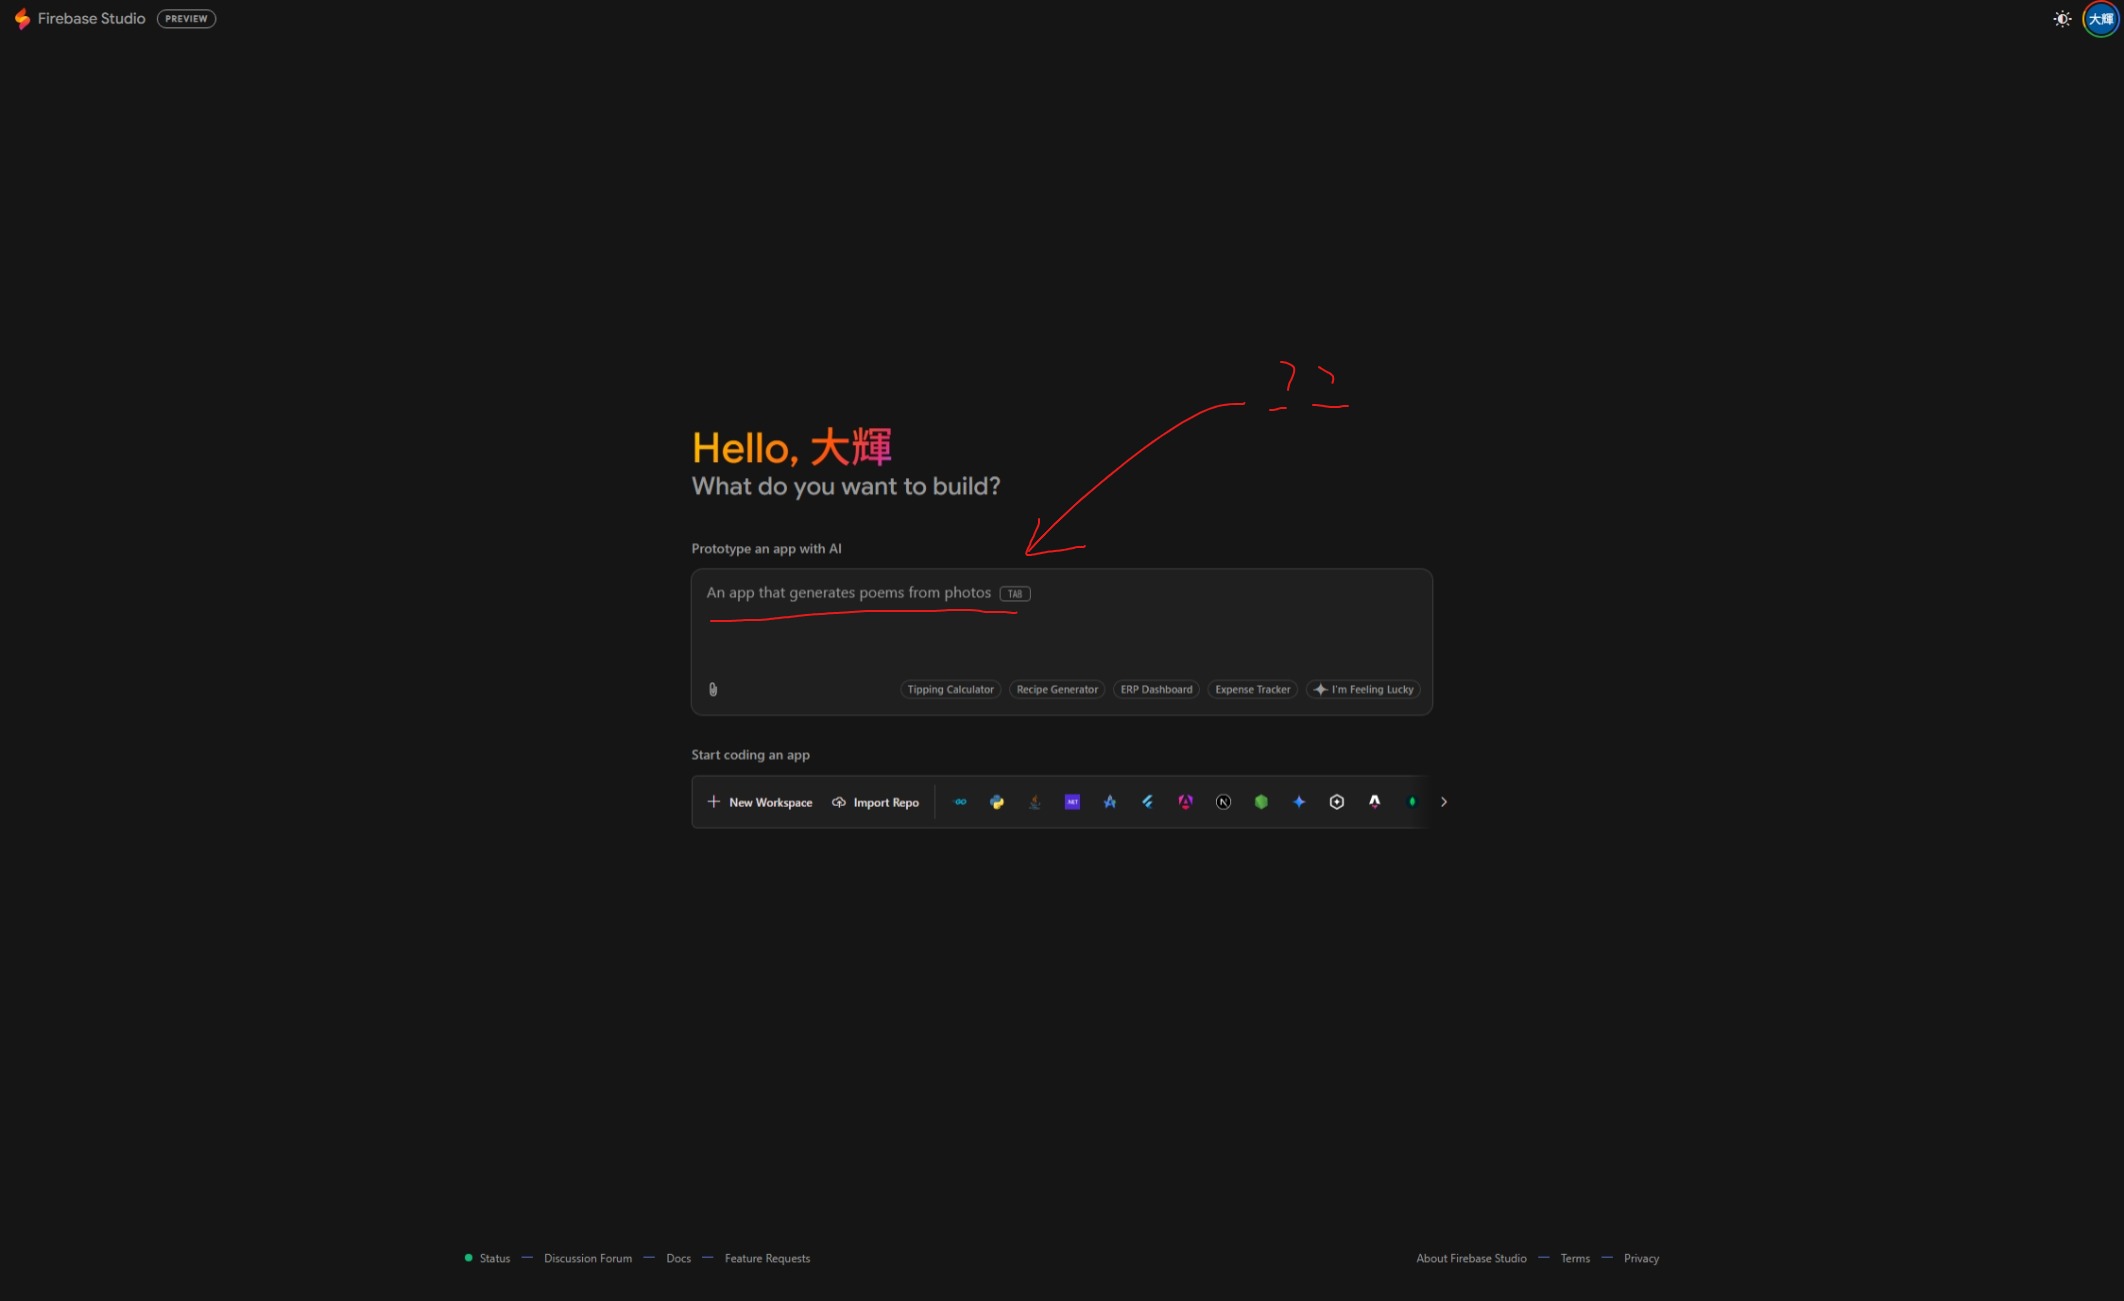 Firebase Studio PREVIEW
大輝
??
Hello, 大輝
What do you want to build?
Prototype an app with AI
An app that generates poems from photos TAB
Tipping Calculator Recipe Generator ERP Dashboard Expense Tracker I'm Feeling Lucky
Start coding an app
New Workspace Import Repo GO .NET N
Status — Discussion Forum — Docs — Feature Requests
About Firebase Studio — Terms — Privacy